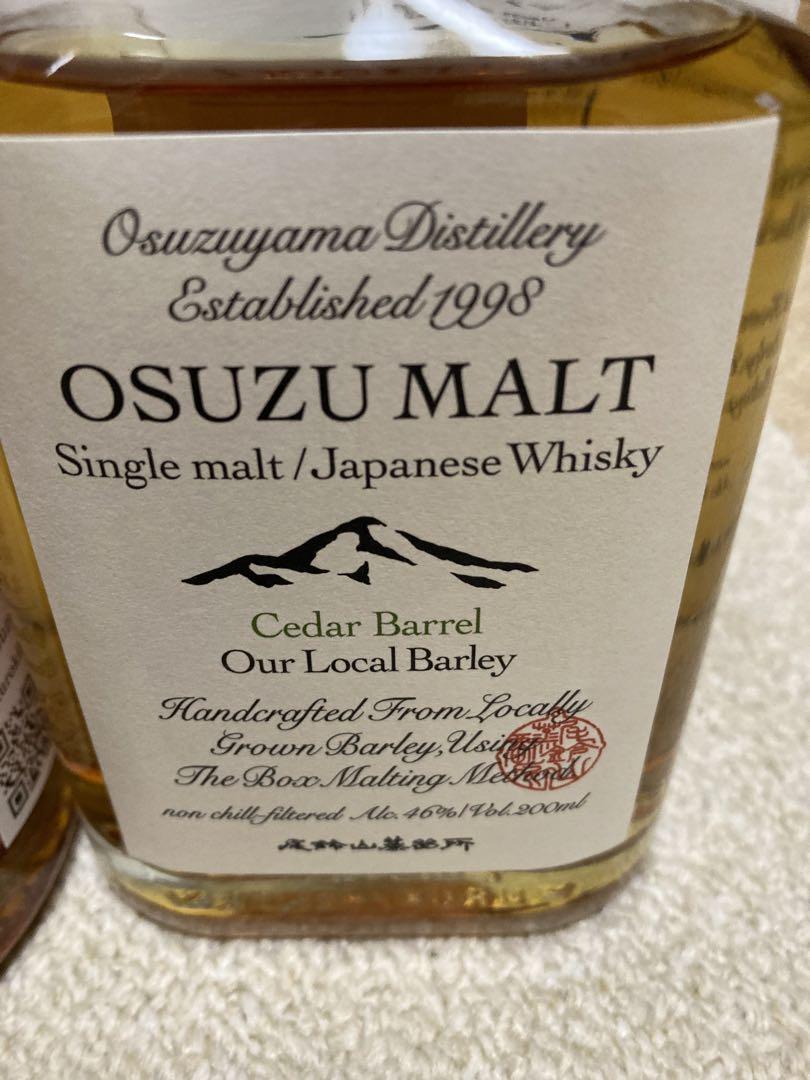 Osuzuyama Distillery
Established 1998
OSUZU MALT
Single malt / Japanese Whisky
Cedar Barrel
Our Local Barley
Handcrafted From Locally
Grown Barley, Using
The Box Malting Method
non chill-filtered Alc. 46%/Vol. 200ml
尾鈴山蒸留所